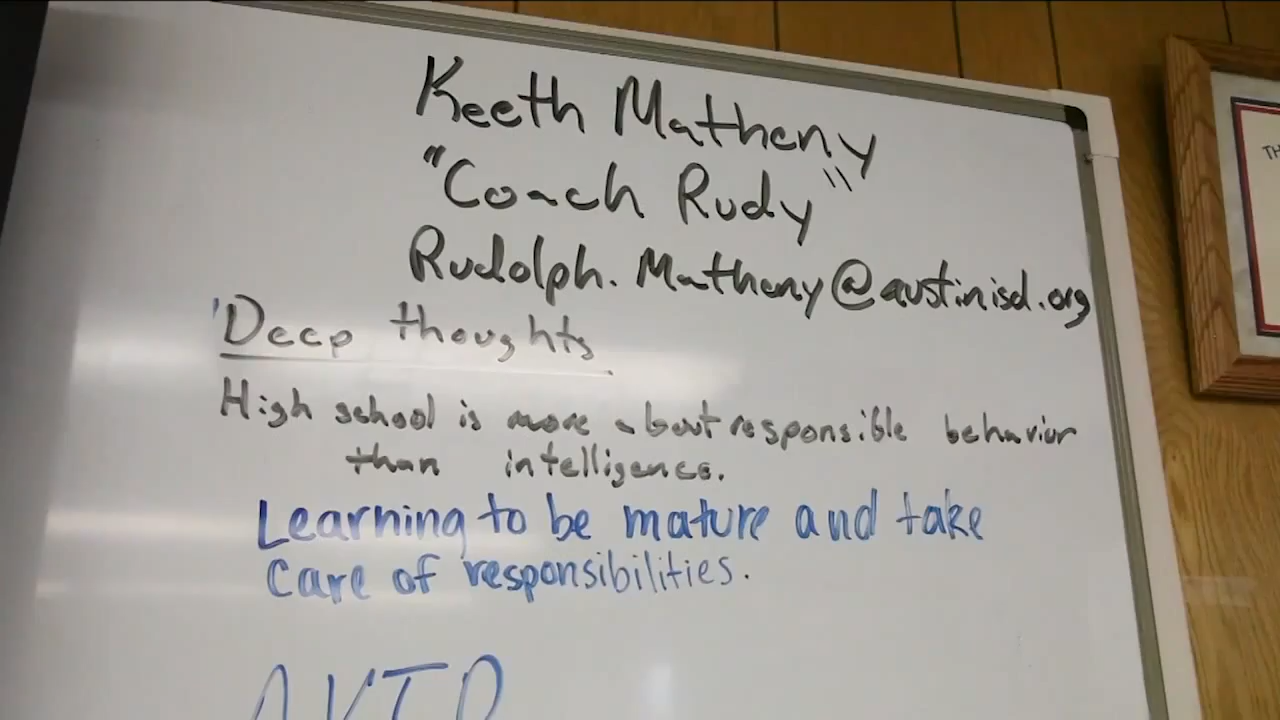 Keeth Matheny
"Coach Rudy"
Rudolph.Matheny@austinisd.org
'Deep thoughts
High school is more about responsible behavior
than intelligence.
Learning to be mature and take
care of responsibilities.
TH